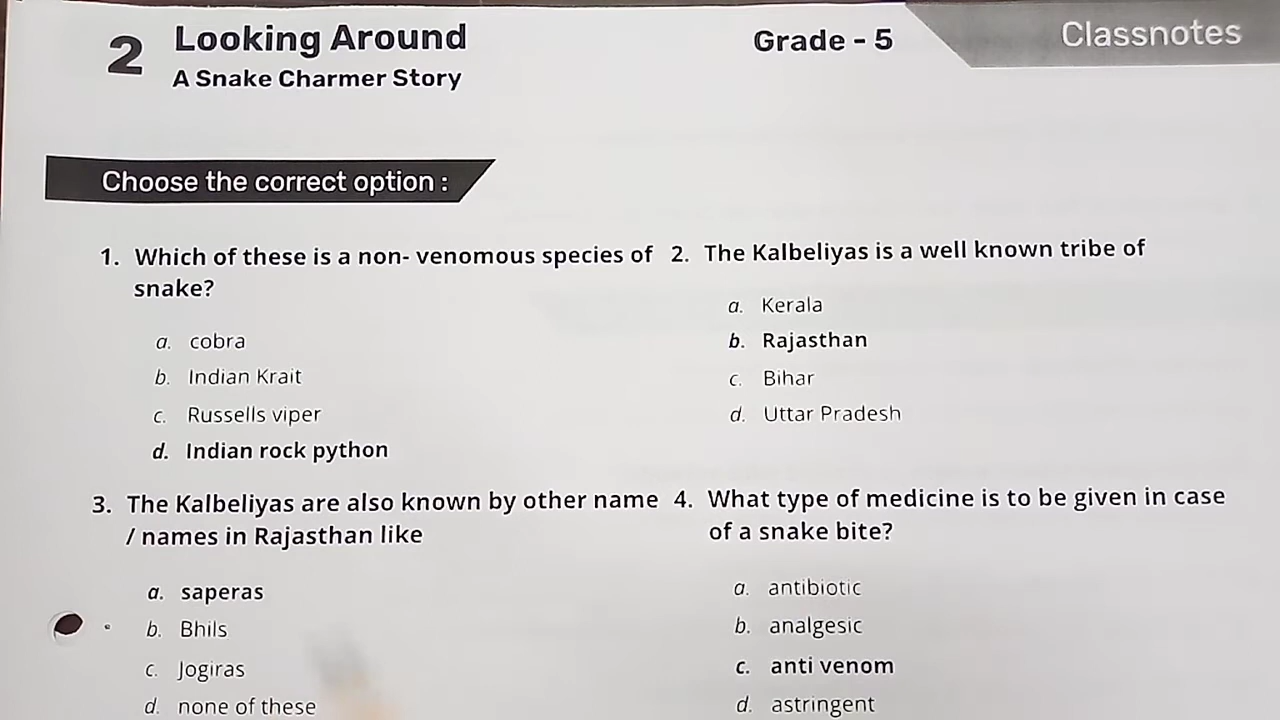 2
Looking Around
A Snake Charmer Story
Grade - 5
Classnotes
Choose the correct option :
1. Which of these is a non- venomous species of
snake?
a. cobra
b. Indian Krait
c. Russells viper
d. Indian rock python
2. The Kalbeliyas is a well known tribe of
a. Kerala
b. Rajasthan
c. Bihar
d. Uttar Pradesh
3. The Kalbeliyas are also known by other name
/ names in Rajasthan like
a. saperas
b. Bhils
c. Jogiras
d. none of these
4. What type of medicine is to be given in case
of a snake bite?
a. antibiotic
b. analgesic
c. anti venom
d. astringent